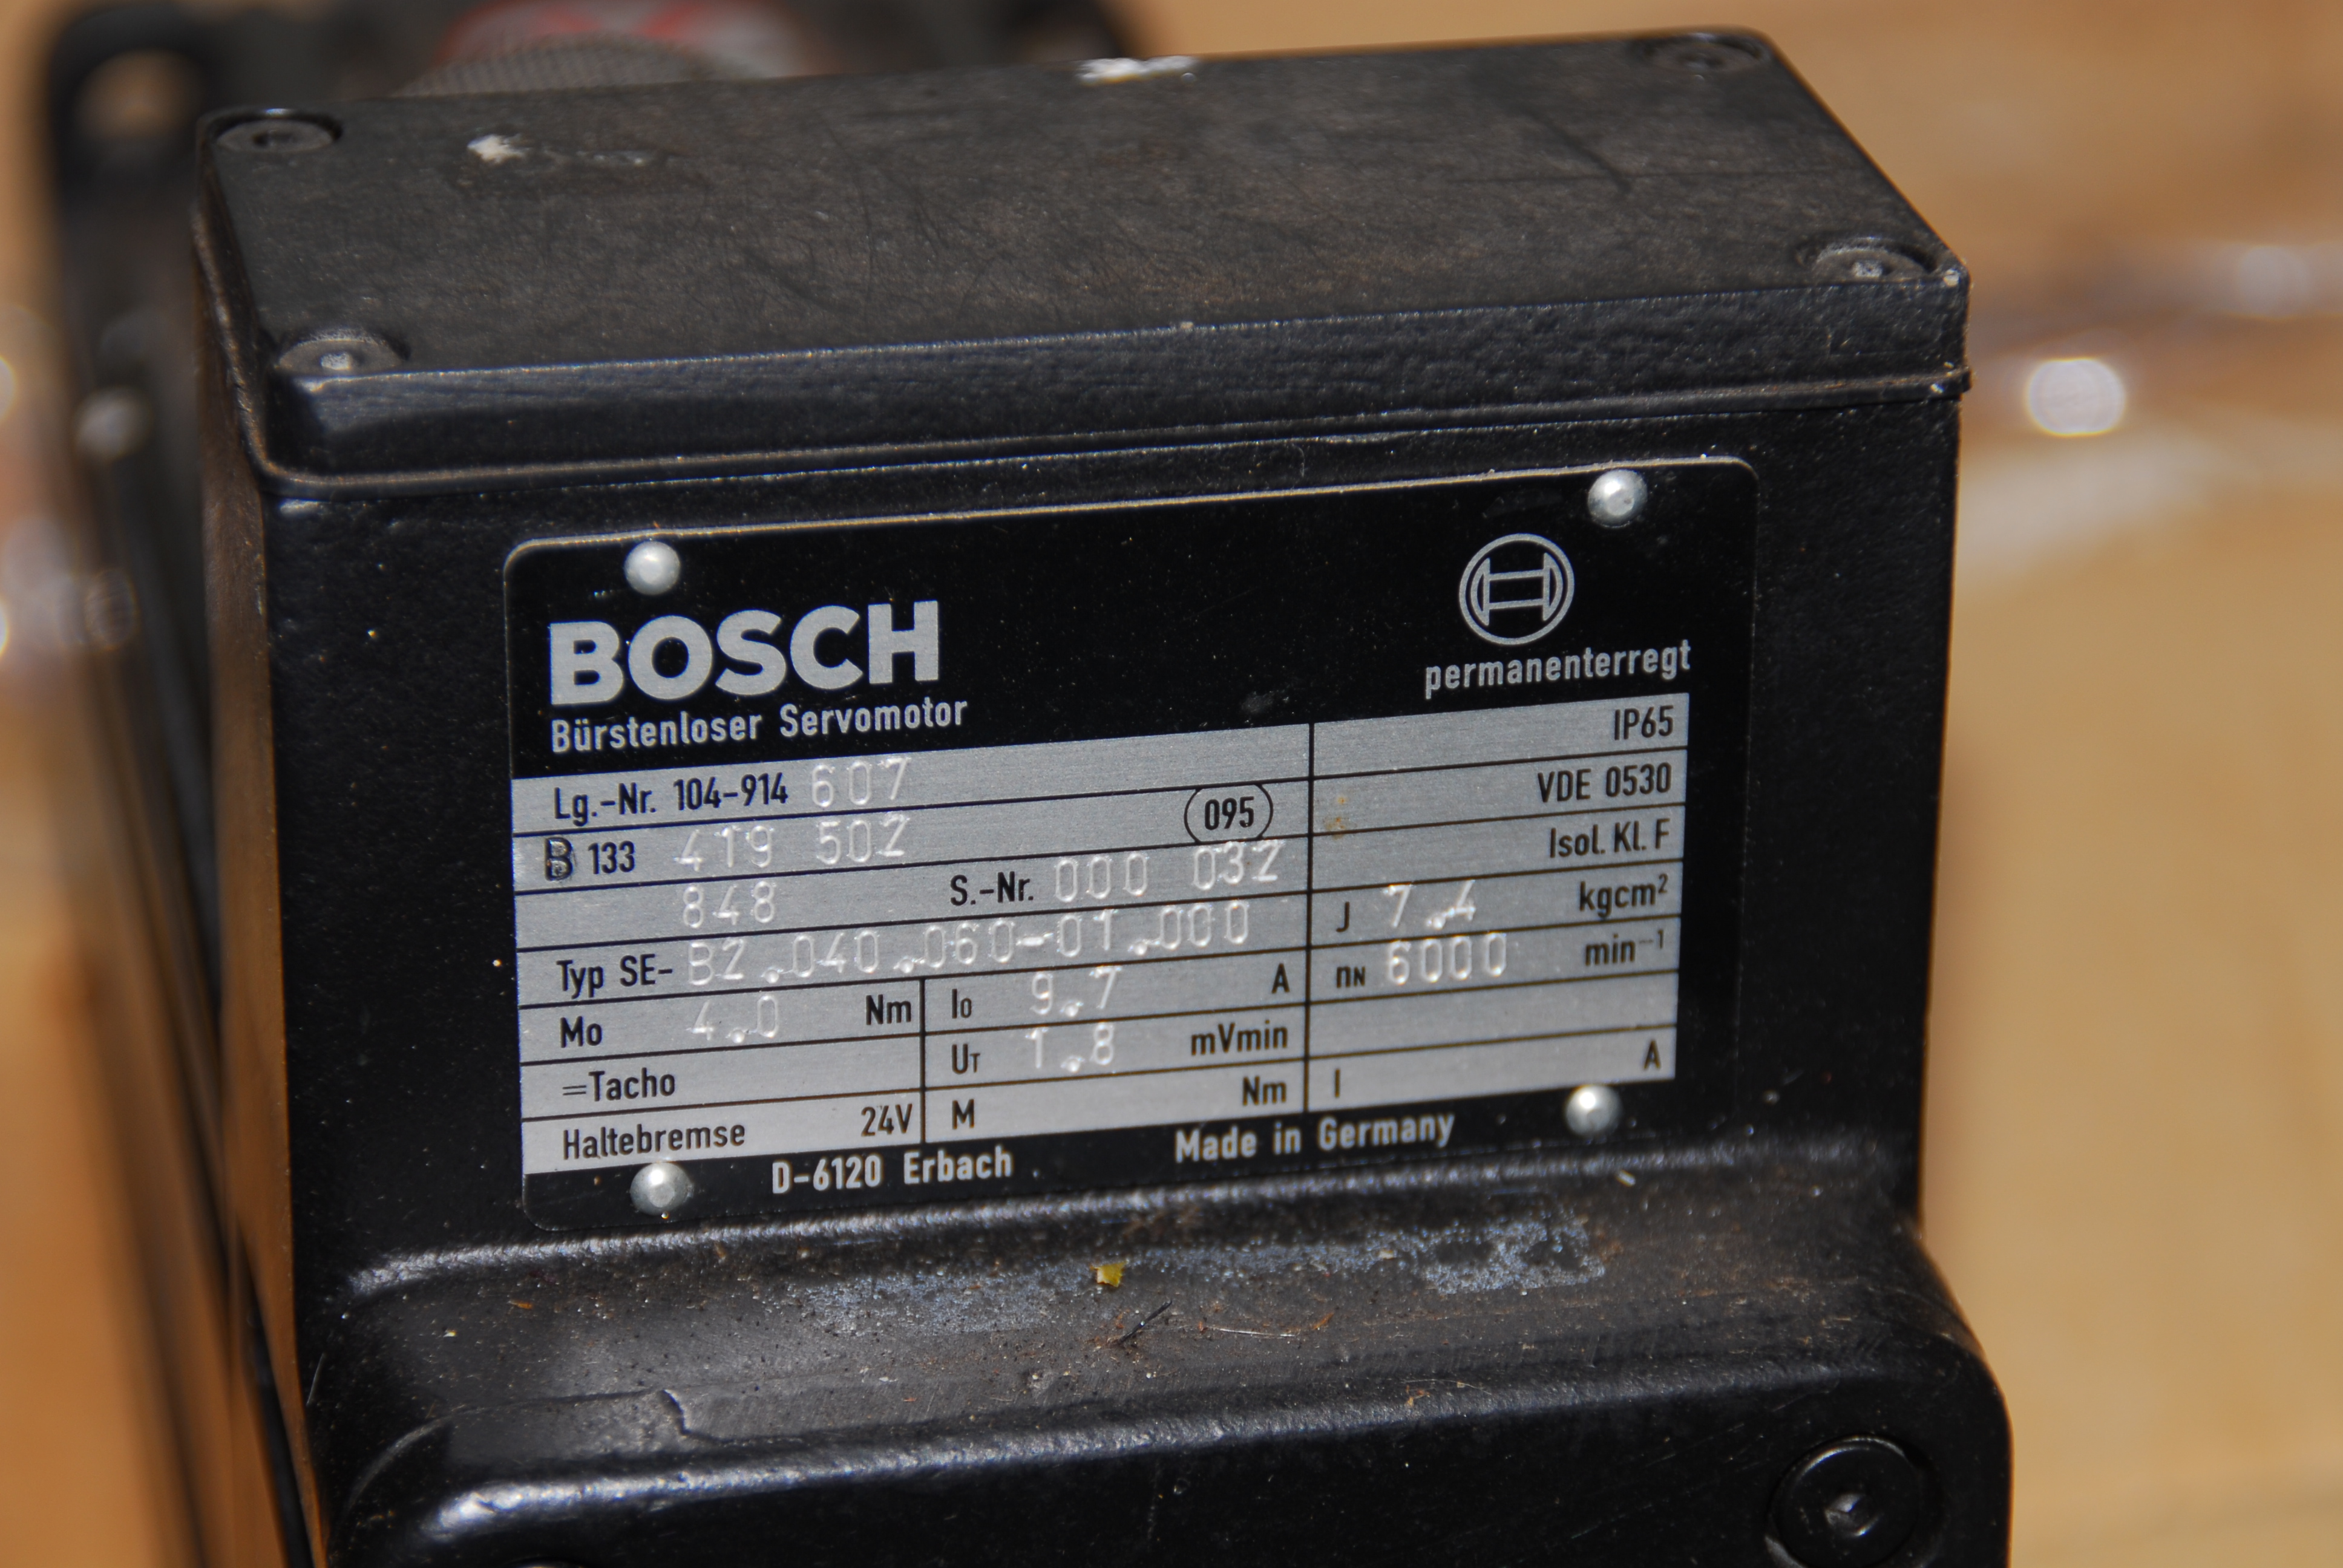 BOSCH
Bürstenloser Servomotor
permanenterregt
Lg.-Nr. 104-914 607
IP65
B 133 419 502 095
VDE 0530
848 S.-Nr. 000 032
Isol. Kl. F
Typ SE- B2.040.060-01.000
J 7.4 kgcm²
Mo 4.0 Nm I0 9.7 A
nN 6000 min⁻¹
=Tacho UT 1.8 mVmin
Haltebremse 24V M Nm I A
D-6120 Erbach Made in Germany